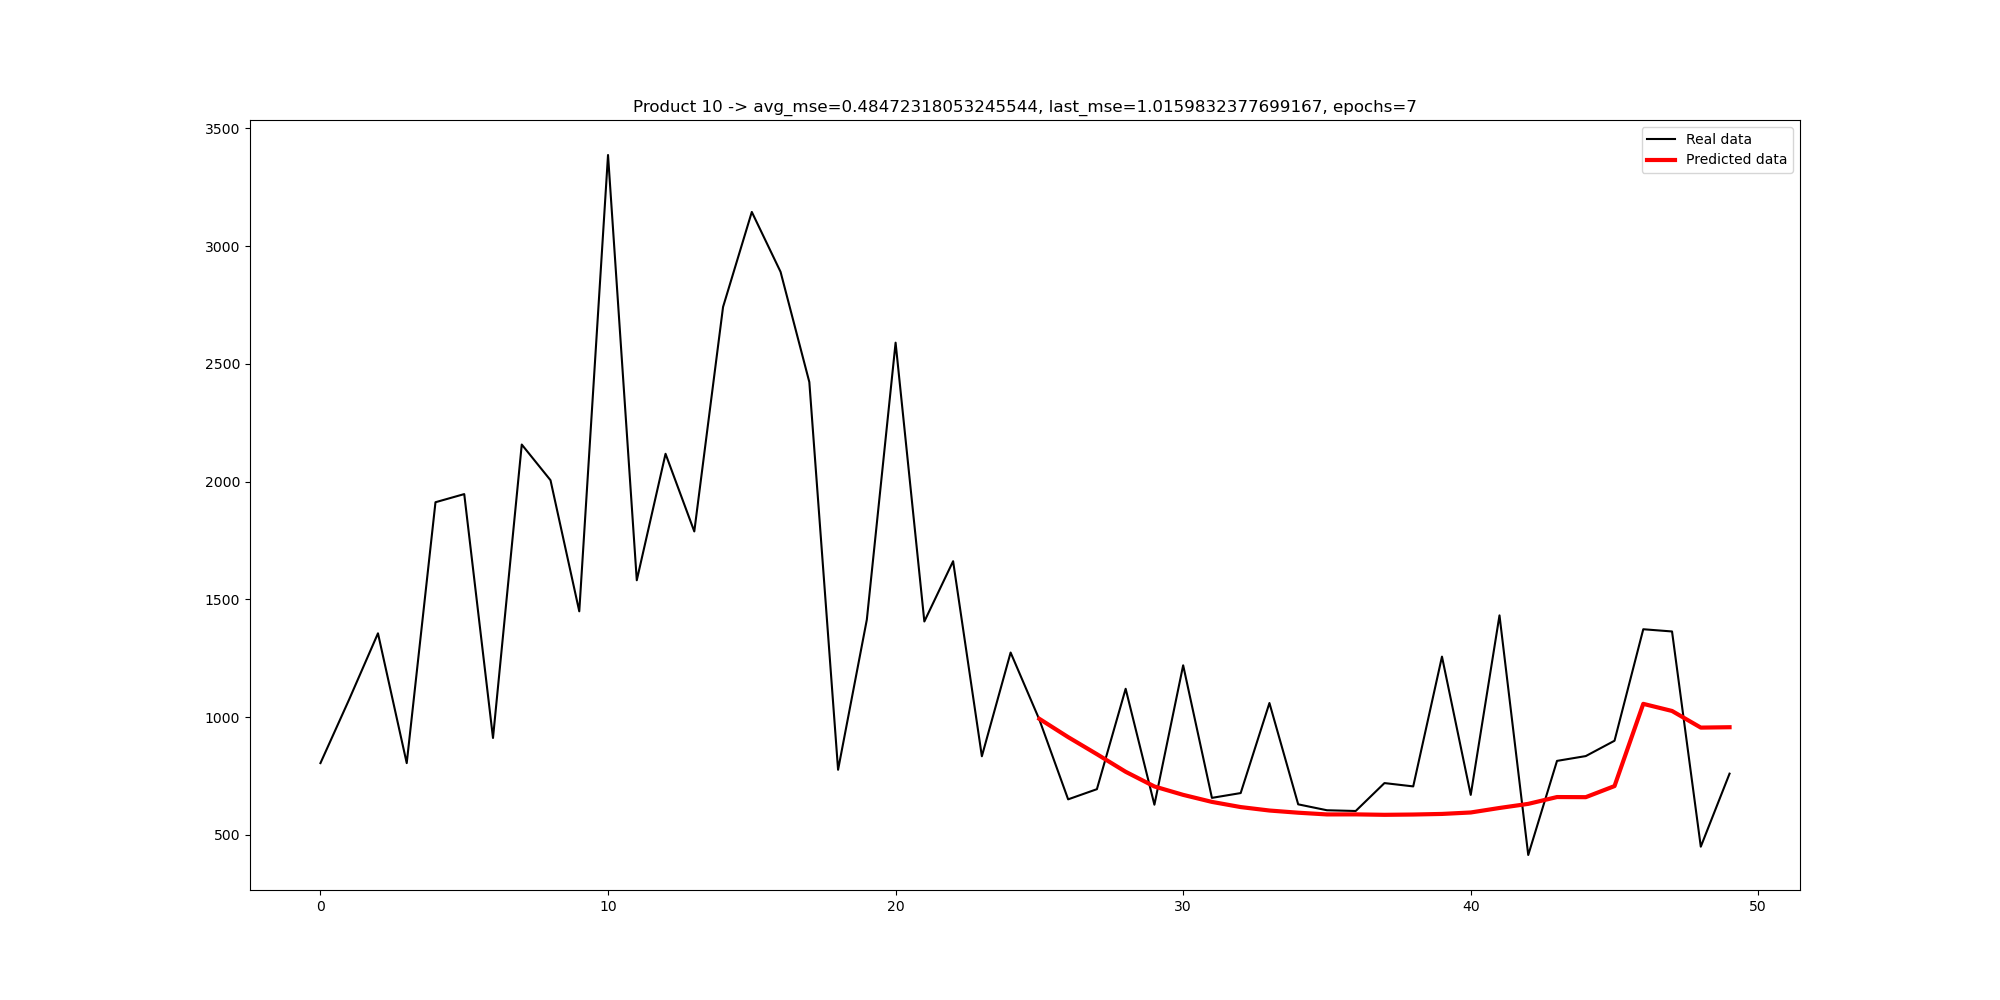 Product 10 -> avg_mse=0.48472318053245544, last_mse=1.0159832377699167, epochs=7
Real data
Predicted data
3500
3000
2500
2000
1500
1000
500
0 10 20 30 40 50